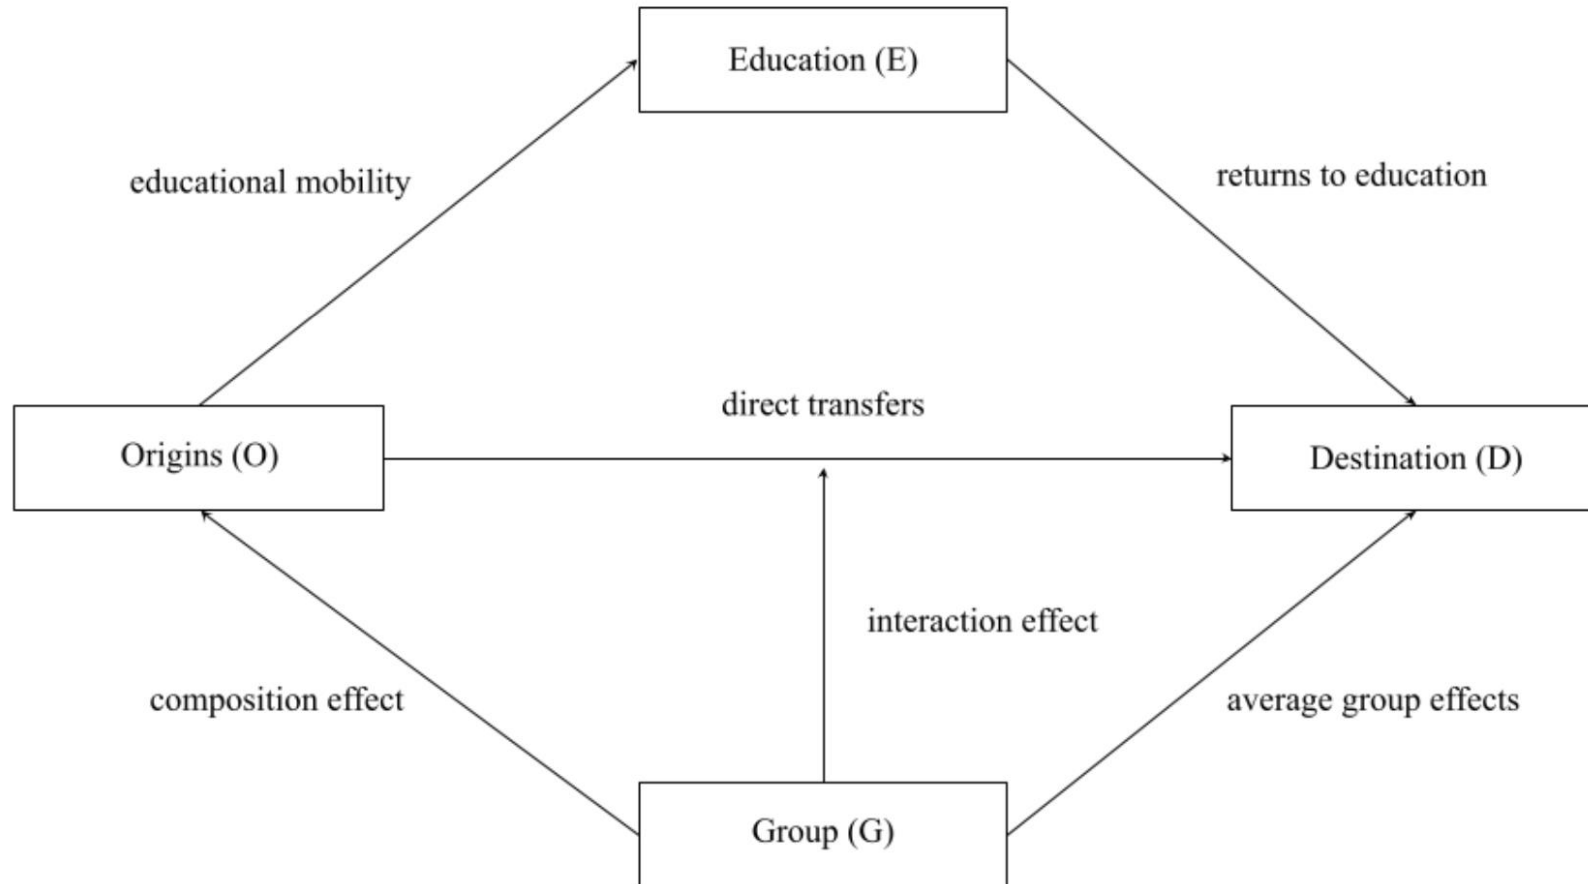 Education (E)
educational mobility
returns to education
direct transfers
Origins (O)
Destination (D)
interaction effect
composition effect
average group effects
Group (G)